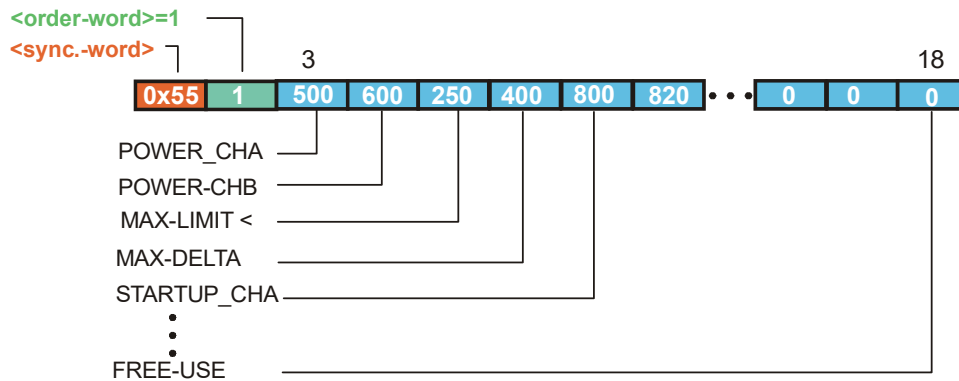 <order-word>=1
<sync.-word>
3 18
0x55 1 500 600 250 400 800 820 ••• 0 0 0
POWER_CHA
POWER-CHB
MAX-LIMIT <
MAX-DELTA
STARTUP_CHA
•
•
•
FREE-USE